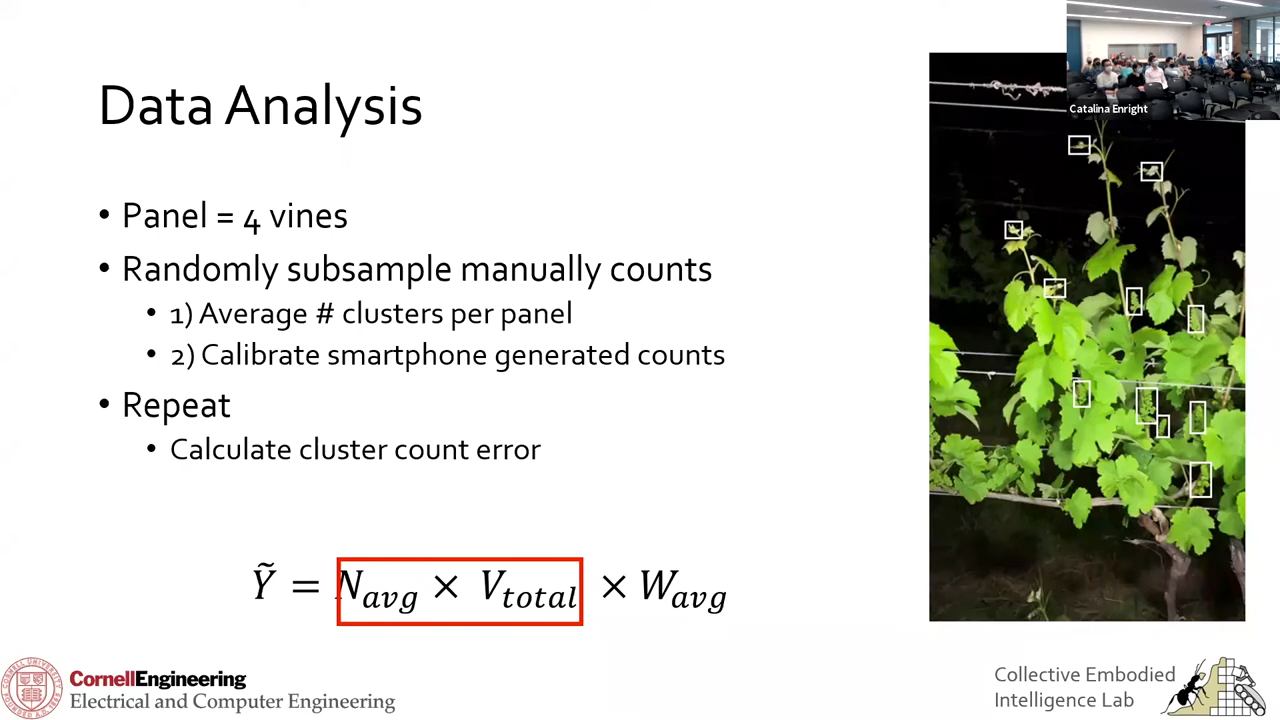 Data Analysis
Catalina Enright
• Panel = 4 vines
• Randomly subsample manually counts
• 1) Average # clusters per panel
• 2) Calibrate smartphone generated counts
• Repeat
• Calculate cluster count error
Ỹ = N_avg × V_total × W_avg
CornellEngineering
Electrical and Computer Engineering
Collective Embodied
Intelligence Lab